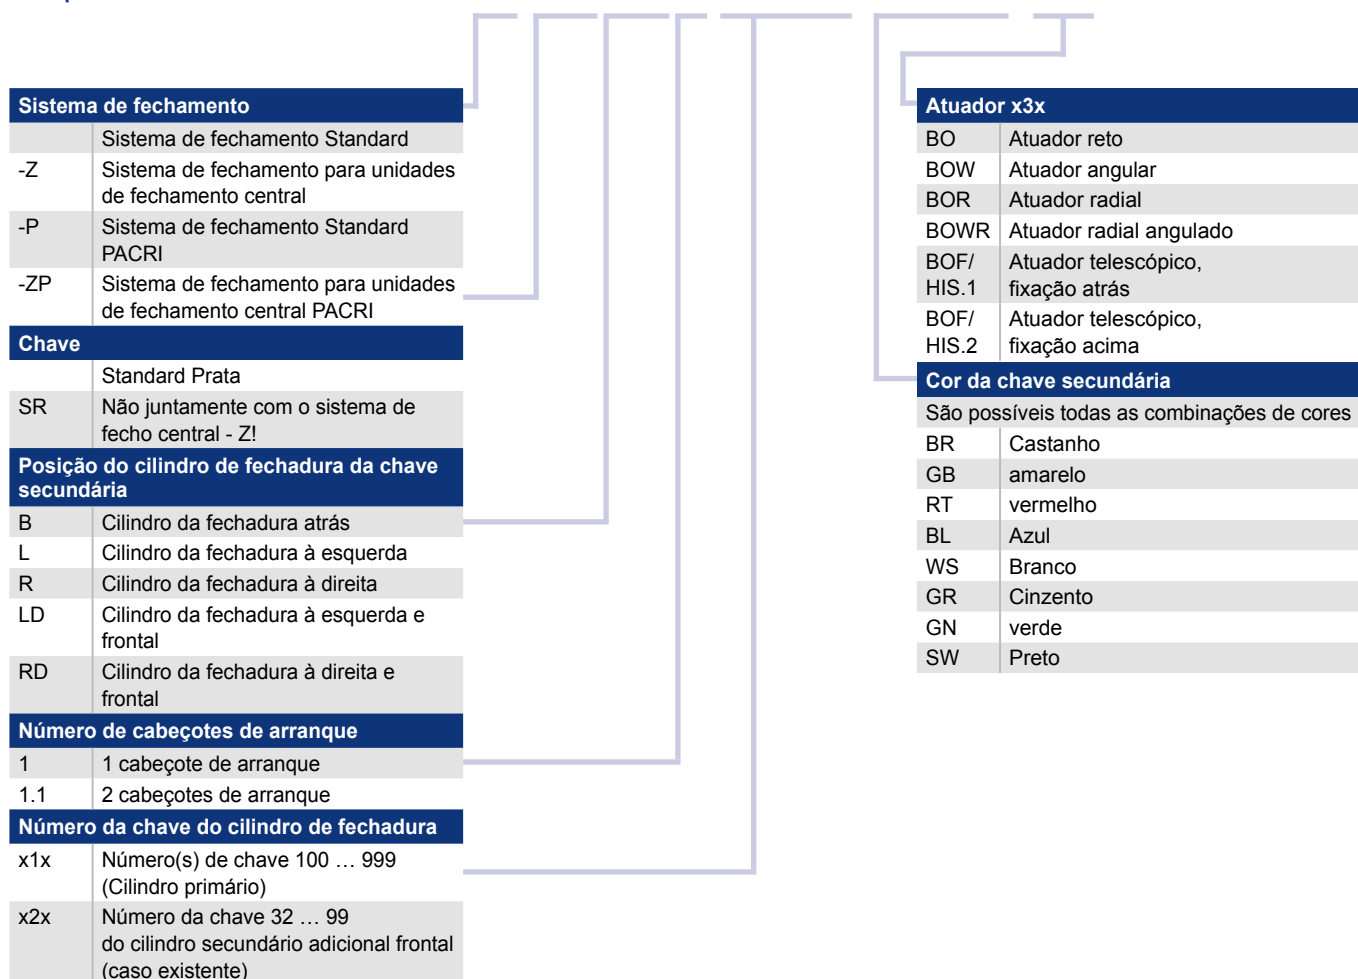 Sistema de fechamento
Sistema de fechamento Standard
-Z Sistema de fechamento para unidades
de fechamento central
-P Sistema de fechamento Standard
PACRI
-ZP Sistema de fechamento para unidades
de fechamento central PACRI
Chave
Standard Prata
SR Não juntamente com o sistema de
fecho central - Z!
Posição do cilindro de fechadura da chave
secundária
B Cilindro da fechadura atrás
L Cilindro da fechadura à esquerda
R Cilindro da fechadura à direita
LD Cilindro da fechadura à esquerda e
frontal
RD Cilindro da fechadura à direita e
frontal
Número de cabeçotes de arranque
1 1 cabeçote de arranque
1.1 2 cabeçotes de arranque
Número da chave do cilindro de fechadura
x1x Número(s) de chave 100 … 999
(Cilindro primário)
x2x Número da chave 32 … 99
do cilindro secundário adicional frontal
(caso existente)
Atuador x3x
BO Atuador reto
BOW Atuador angular
BOR Atuador radial
BOWR Atuador radial angulado
BOF/ Atuador telescópico,
HIS.1 fixação atrás
BOF/ Atuador telescópico,
HIS.2 fixação acima
Cor da chave secundária
São possíveis todas as combinações de cores
BR Castanho
GB amarelo
RT vermelho
BL Azul
WS Branco
GR Cinzento
GN verde
SW Preto